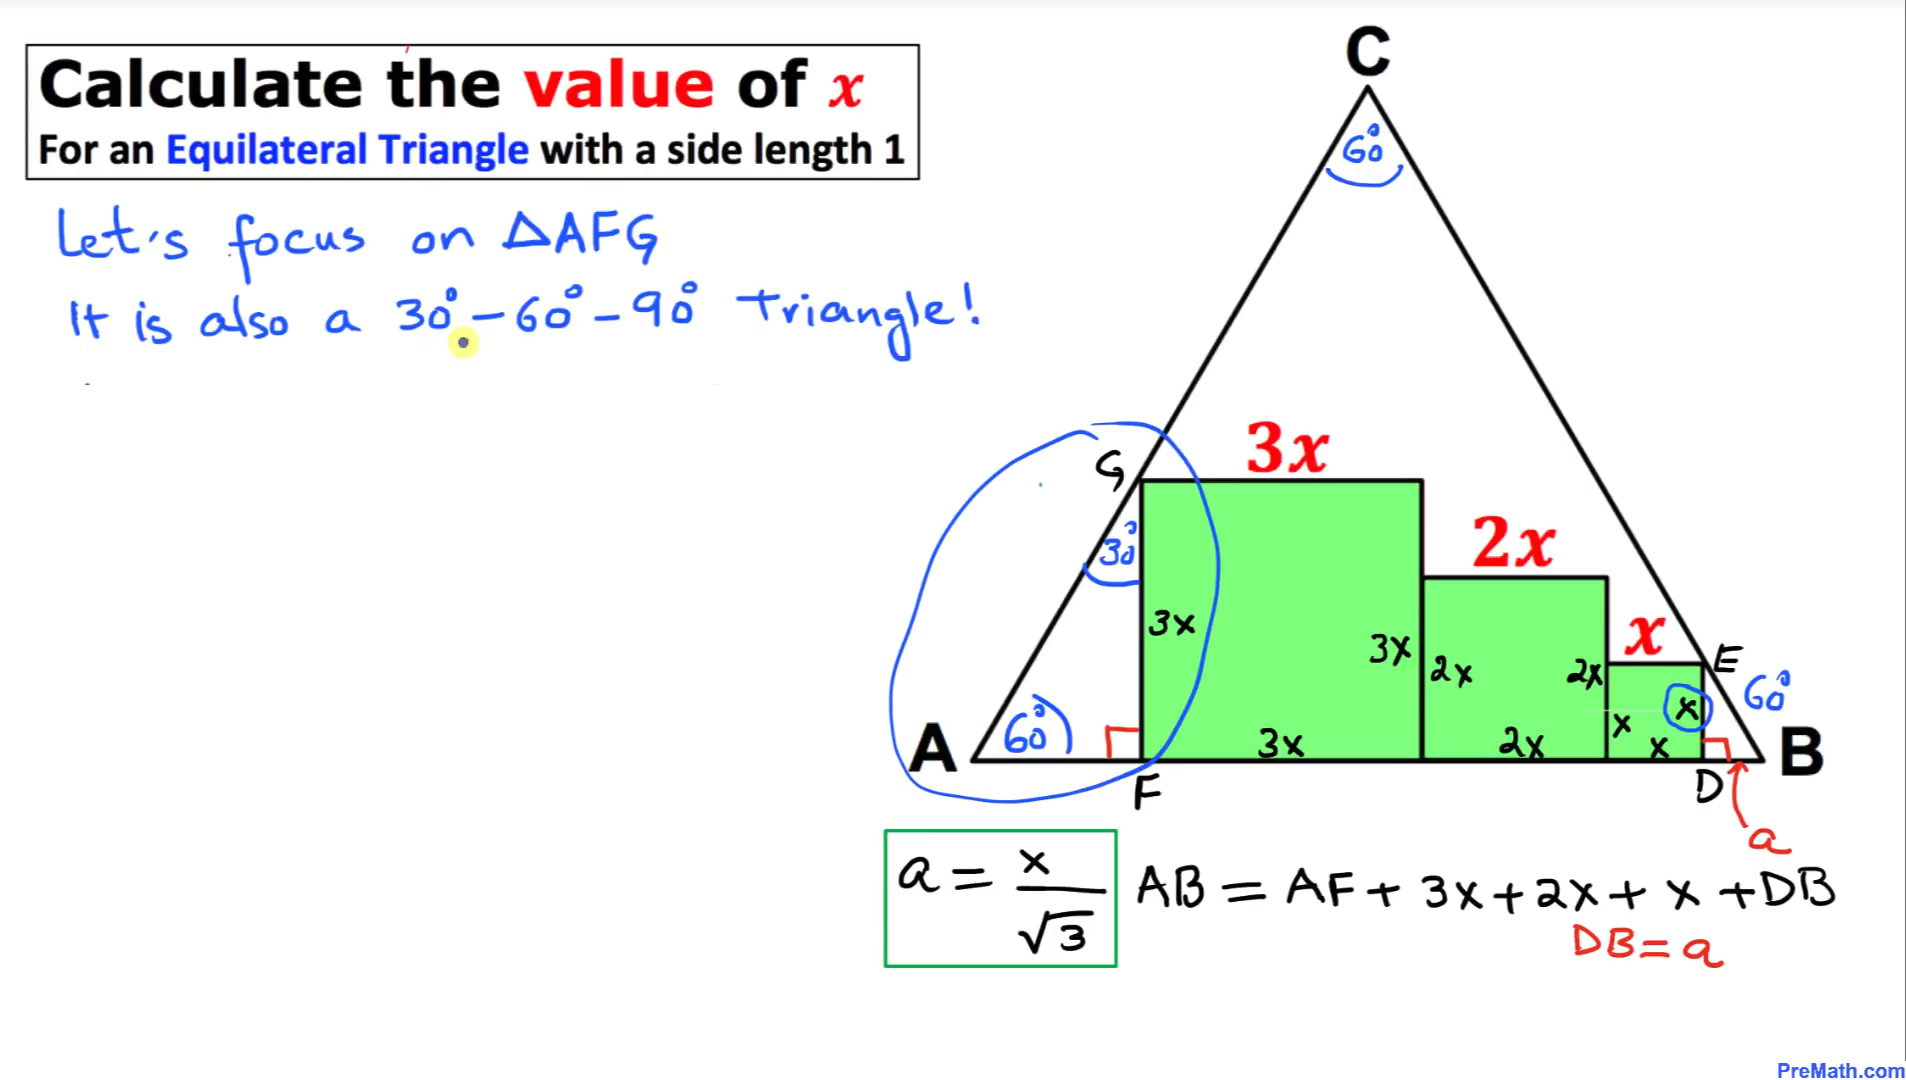 Calculate the value of x
For an Equilateral Triangle with a side length 1
Let's focus on △AFG
It is also a 30°-60°-90° Triangle!
C
60°
G
3x
30°
2x
3x
3x
2x
2x
x
E
60°
x
x
A
60°
3x
2x
x
B
F
D
a
a = x/√3
AB = AF + 3x + 2x + x + DB
DB = a
PreMath.com